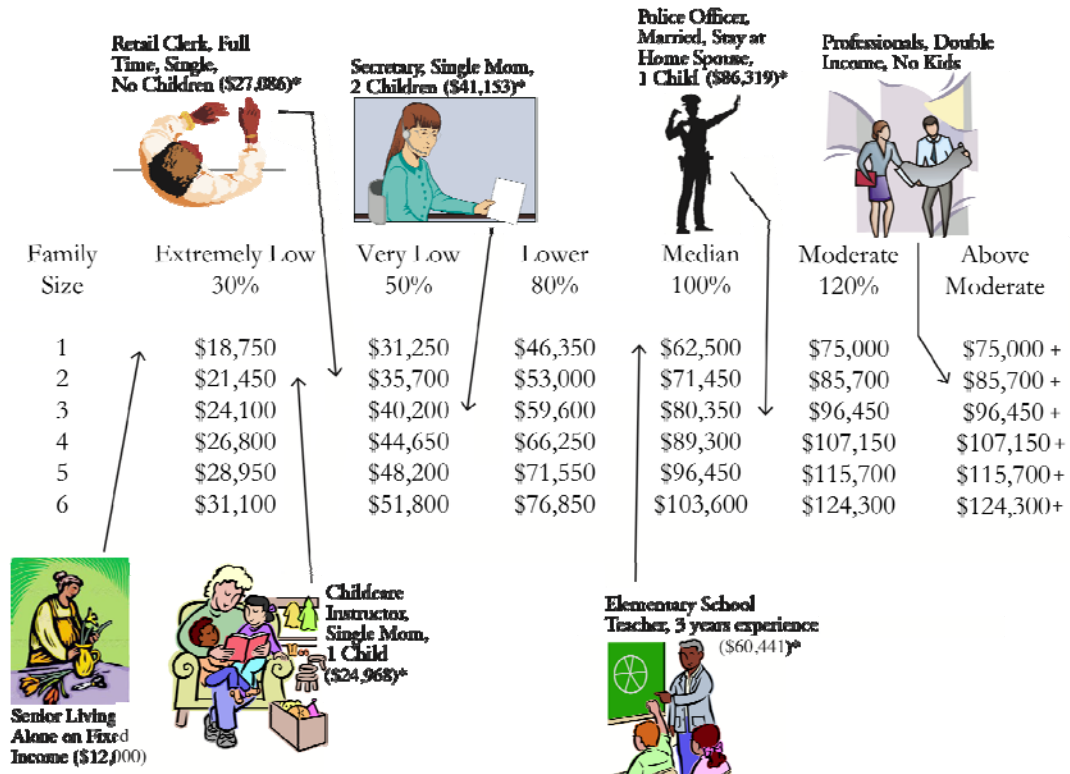 Retail Clerk, Full
Time, Single,
No Children ($27,086)*
Secretary, Single Mom,
2 Children ($41,153)*
Police Officer,
Married, Stay at
Home Spouse,
1 Child ($86,319)*
Professionals, Double
Income, No Kids
Family Size Extremely Low 30% Very Low 50% Lower 80% Median 100% Moderate 120% Above Moderate
1 $18,750 $31,250 $46,350 $62,500 $75,000 $75,000 +
2 $21,450 $35,700 $53,000 $71,450 $85,700 $85,700 +
3 $24,100 $40,200 $59,600 $80,350 $96,450 $96,450 +
4 $26,800 $44,650 $66,250 $89,300 $107,150 $107,150 +
5 $28,950 $48,200 $71,550 $96,450 $115,700 $115,700+
6 $31,100 $51,800 $76,850 $103,600 $124,300 $124,300+
Senior Living
Alone on Fixed
Income ($12,000)
Childcare
Instructor,
Single Mom,
1 Child
($24,968)*
Elementary School
Teacher, 3 years experience
($60,441)*